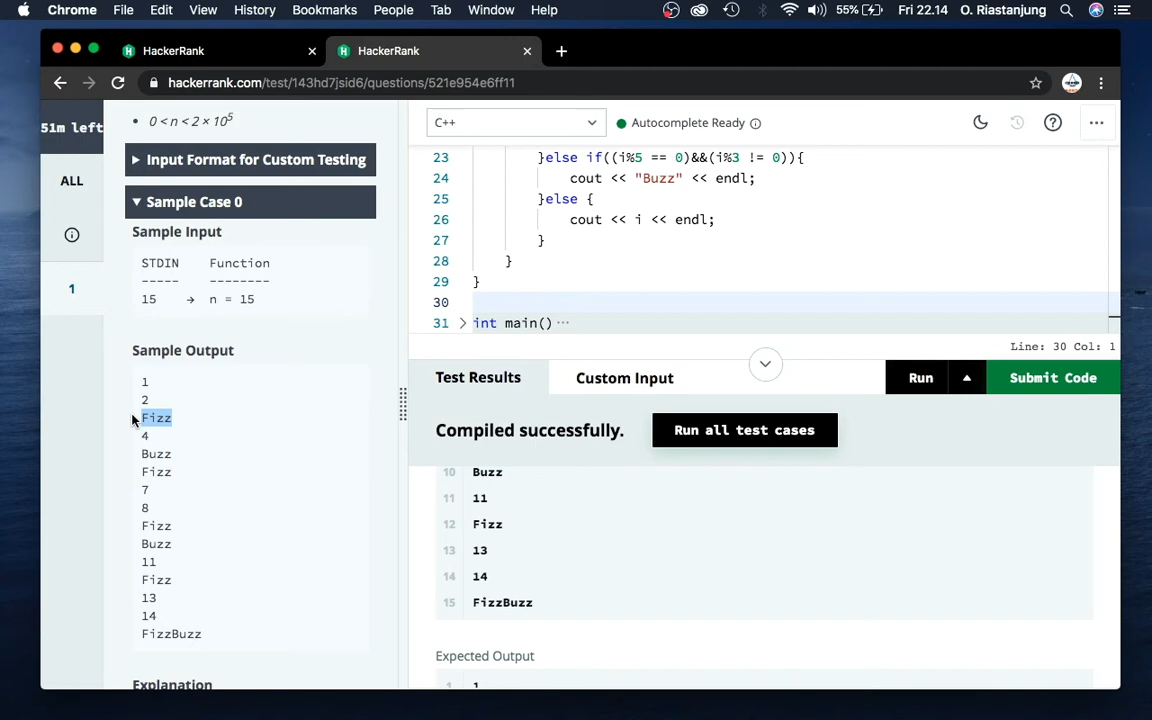 Chrome File Edit View History Bookmarks People Tab Window Help 55% Fri 22.14 O. Riastanjung
HackerRank HackerRank
hackerrank.com/test/143hd7jsid6/questions/521e954e6ff11
51m left
ALL
1
0 < n < 2 × 10^5
Input Format for Custom Testing
Sample Case 0
Sample Input
STDIN Function
----- --------
15 → n = 15
Sample Output
1
2
Fizz
4
Buzz
Fizz
7
8
Fizz
Buzz
11
Fizz
13
14
FizzBuzz
Explanation
C++ Autocomplete Ready
23 }else if((i%5 == 0)&&(i%3 != 0)){
24 cout << "Buzz" << endl;
25 }else {
26 cout << i << endl;
27 }
28 }
29 }
30
31 int main() ...
Line: 30 Col: 1
Test Results Custom Input Run Submit Code
Compiled successfully. Run all test cases
10 Buzz
11 11
12 Fizz
13 13
14 14
15 FizzBuzz
Expected Output
1 1